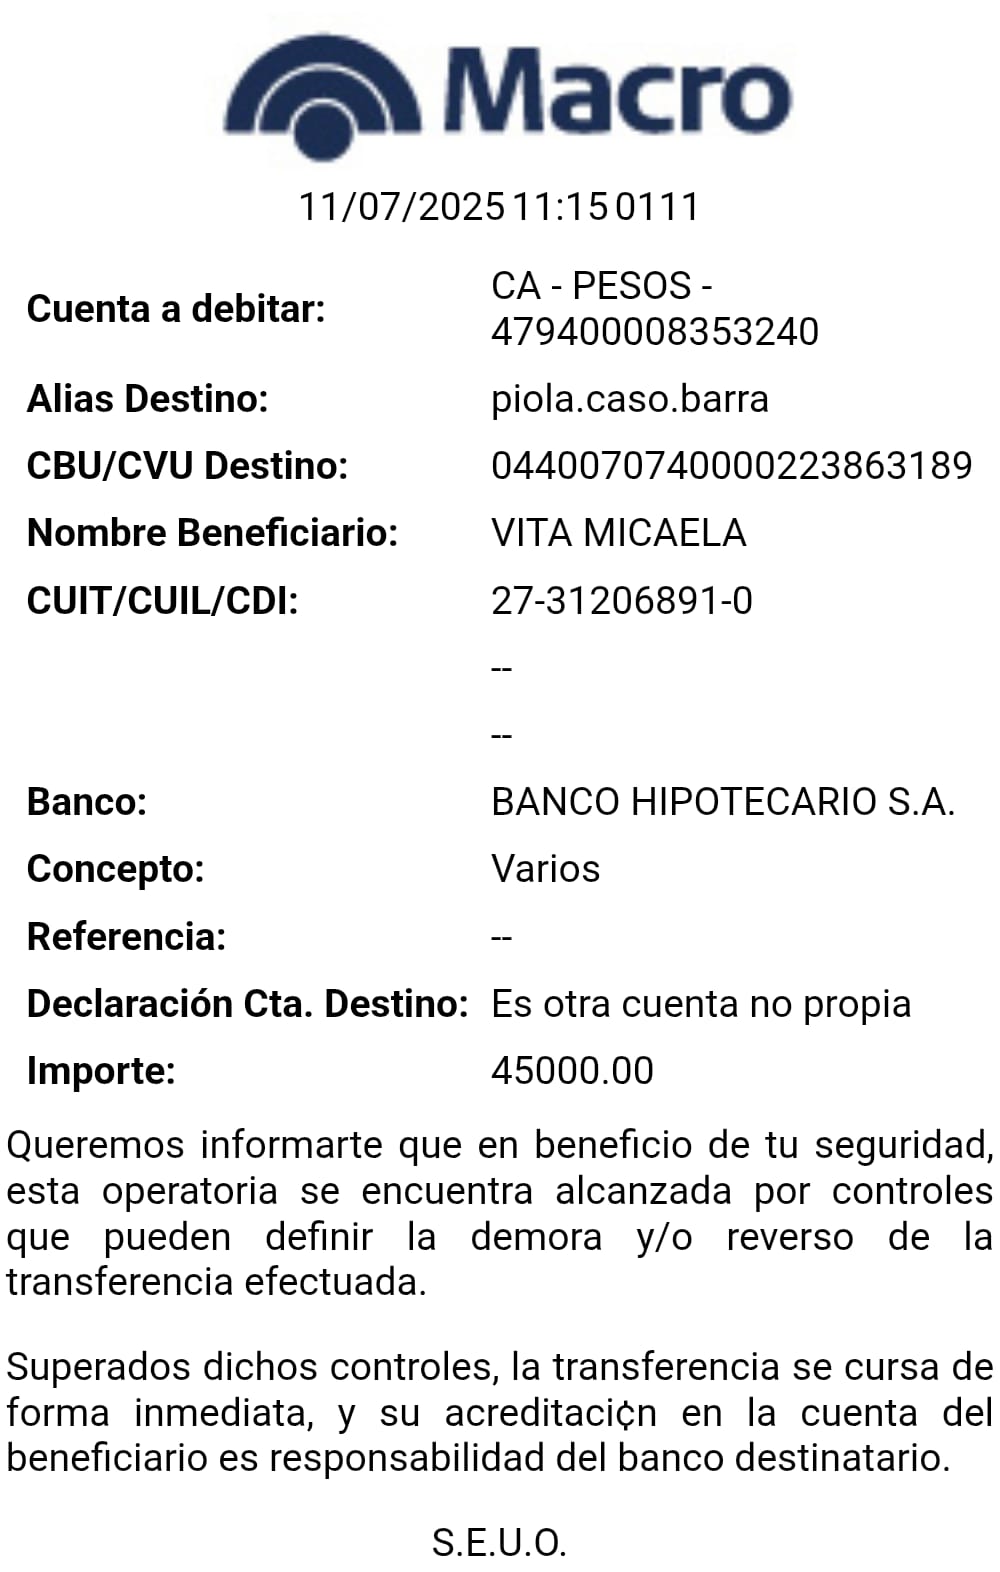 Macro
11/07/2025 11:15 0111
Cuenta a debitar: CA - PESOS -
479400008353240
Alias Destino: piola.caso.barra
CBU/CVU Destino: 0440070740000223863189
Nombre Beneficiario: VITA MICAELA
CUIT/CUIL/CDI: 27-31206891-0
--
--
Banco: BANCO HIPOTECARIO S.A.
Concepto: Varios
Referencia: --
Declaración Cta. Destino: Es otra cuenta no propia
Importe: 45000.00
Queremos informarte que en beneficio de tu seguridad,
esta operatoria se encuentra alcanzada por controles
que pueden definir la demora y/o reverso de la
transferencia efectuada.
Superados dichos controles, la transferencia se cursa de
forma inmediata, y su acreditaci¢n en la cuenta del
beneficiario es responsabilidad del banco destinatario.
S.E.U.O.